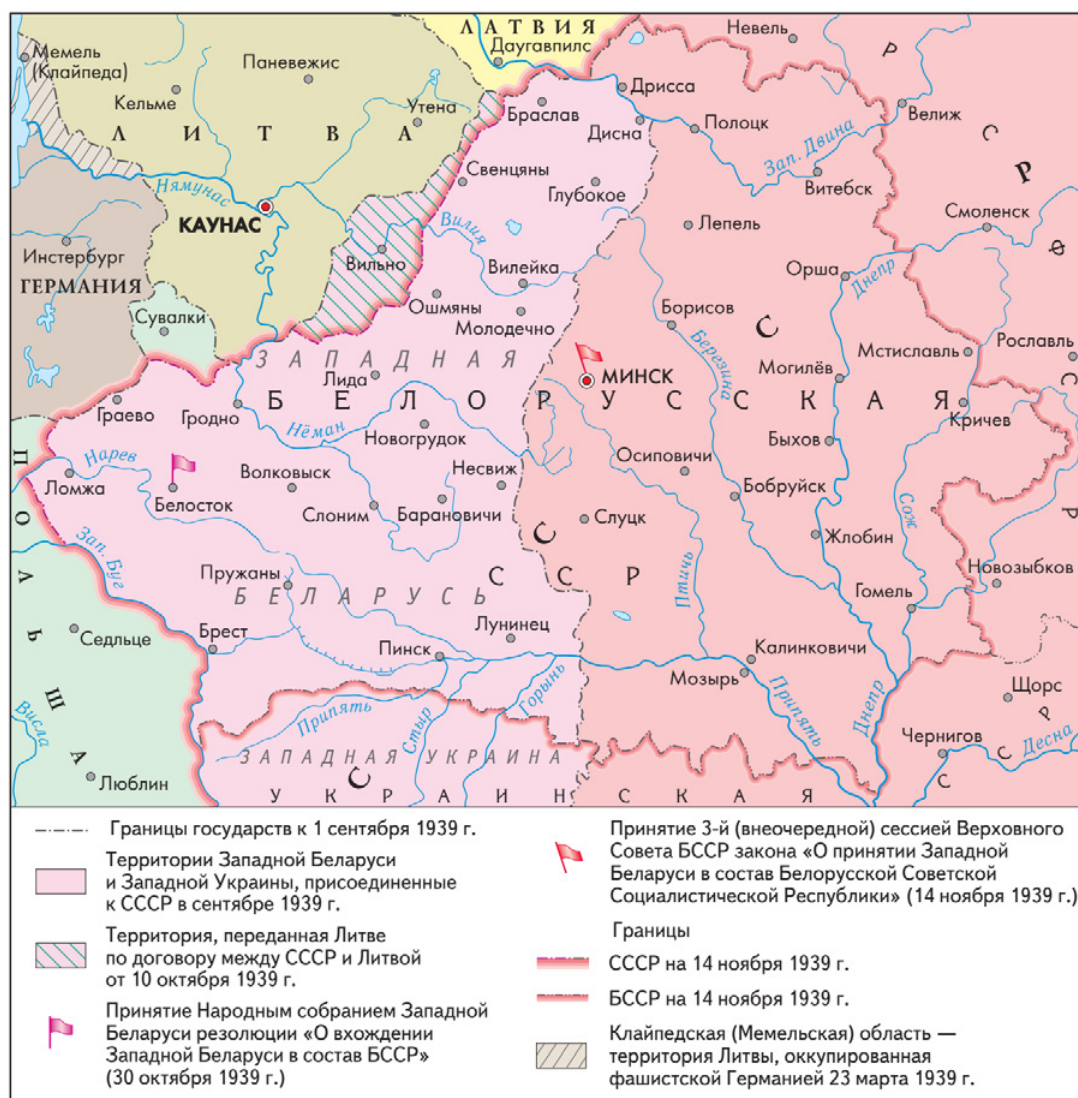 ЛАТВИЯ
Невель
Мемель
(Клайпеда)
Паневежис
Даугавпилс
Дрисса
Кельме
Утена
Браслав
Велиж
ЛИТВА
Дисна
Полоцк
Зап. Двина
Свенцяны
Глубокое
Витебск
Нямунас
КАУНАС
Лепель
Смоленск
Инстербург
Вильно
Вилия
Вилейка
Орша
Днепр
ГЕРМАНИЯ
Ошмяны
Молодечно
Борисов
Сувалки
ЗАПАДНАЯ
Березина
Мстиславль
Рославль
Лида
МИНСК
Могилёв
Граево
Гродно
БЕЛОРУССКАЯ
Кричев
Нёман
Новогрудок
Быхов
Нарев
Ломжа
Белосток
Волковыск
Несвиж
Осиповичи
Слоним
Барановичи
Бобруйск
Слуцк
Сож
Жлобин
Зап. Буг
Пружаны
ССР
Птичь
Новозыбков
БЕЛАРУСЬ
Гомель
ПОЛЬША
Седльце
Брест
Пинск
Лунинец
Калинковичи
Мозырь
Горынь
Припять
Стыр
Припять
Днепр
Щорс
Висла
ЗАПАДНАЯ УКРАИНА
Чернигов
Десна
Люблин
УКРАИНСКАЯ
ССР
РСФСР
СССР
Границы государств к 1 сентября 1939 г.
Территории Западной Беларуси
и Западной Украины, присоединенные
к СССР в сентябре 1939 г.
Территория, переданная Литве
по договору между СССР и Литвой
от 10 октября 1939 г.
Принятие Народным собранием Западной
Беларуси резолюции «О вхождении
Западной Беларуси в состав БССР»
(30 октября 1939 г.)
Принятие 3-й (внеочередной) сессией Верховного
Совета БССР закона «О принятии Западной
Беларуси в состав Белорусской Советской
Социалистической Республики» (14 ноября 1939 г.)
Границы
СССР на 14 ноября 1939 г.
БССР на 14 ноября 1939 г.
Клайпедская (Мемельская) область —
территория Литвы, оккупированная
фашистской Германией 23 марта 1939 г.